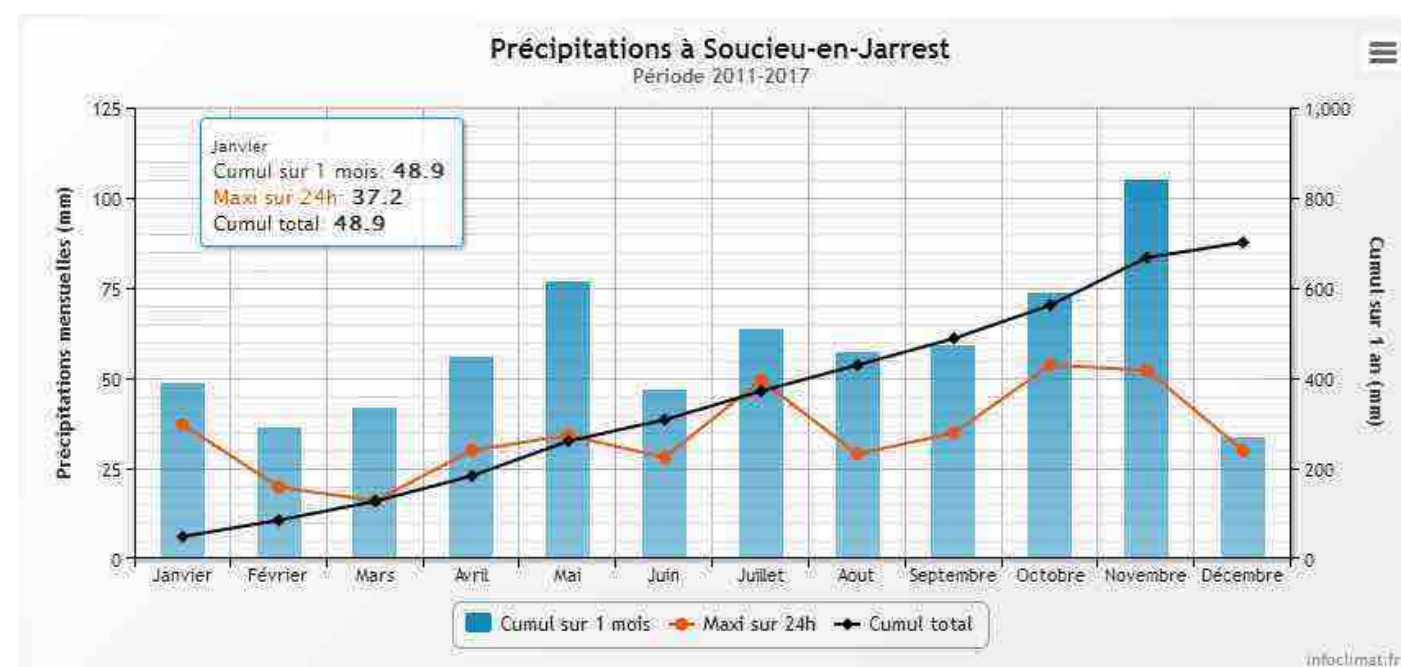 Précipitations à Soucieu-en-Jarrest
Période 2011-2017
Précipitations mensuelles (mm)
125
100
75
50
25
0
Janvier
Cumul sur 1 mois: 48.9
Maxi sur 24h: 37.2
Cumul total: 48.9
1,000
800
600
400
200
0
Cumul sur 1 an (mm)
Janvier Février Mars Avril Mai Juin Juillet Aout Septembre Octobre Novembre Décembre
Cumul sur 1 mois Maxi sur 24h Cumul total
infoclimat.fr